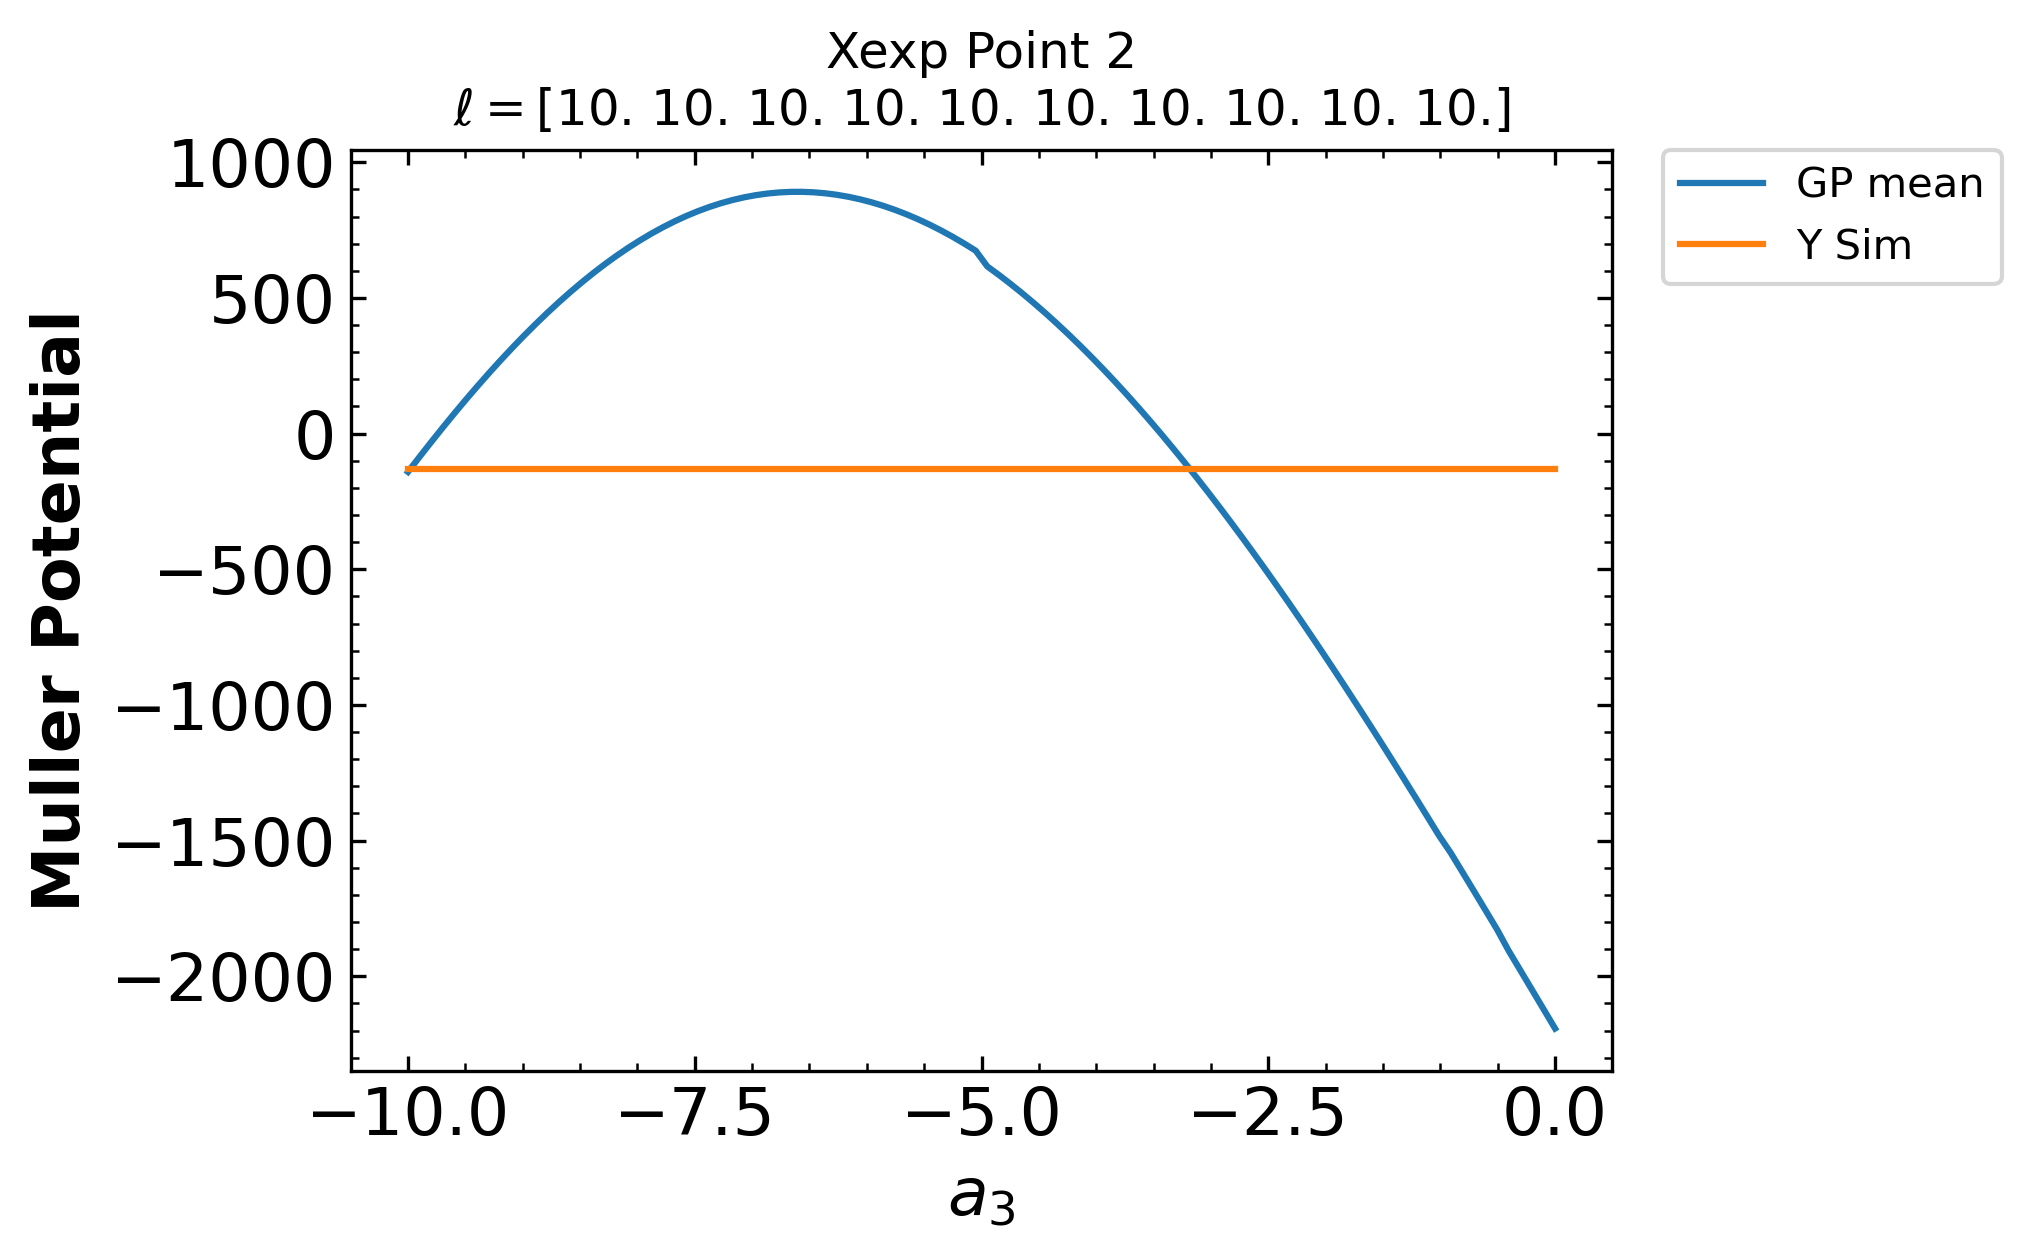 Xexp Point 2
ℓ = [10. 10. 10. 10. 10. 10. 10. 10. 10. 10.]
GP mean
Y Sim
Muller Potential
1000
500
0
−500
−1000
−1500
−2000
−10.0 −7.5 −5.0 −2.5 0.0
a₃